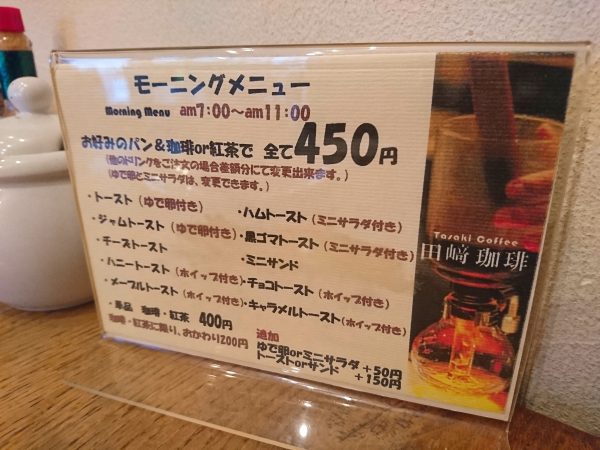 モーニングメニュー
Morning Menu am7:00〜am11:00
お好みのパン&珈琲or紅茶で 全て450円
(他のドリンクをご注文の場合差額分にて変更出来ます。)
(ゆで卵とミニサラダは、変更できます。)
・トースト(ゆで卵付き)
・ジャムトースト(ゆで卵付き)
・チーズトースト
・ハニートースト(ホイップ付き)
・メープルトースト(ホイップ付き)
・ハムトースト(ミニサラダ付き)
・黒ゴマトースト(ミニサラダ付き)
・ミニサンド
・チョコトースト(ホイップ付き)
・キャラメルトースト(ホイップ付き)
・単品 珈琲・紅茶 400円
珈琲・紅茶に限り、おかわり200円
追加
ゆで卵orミニサラダ +50円
トーストorサンド +150円
Tasaki Coffee
田﨑珈琲